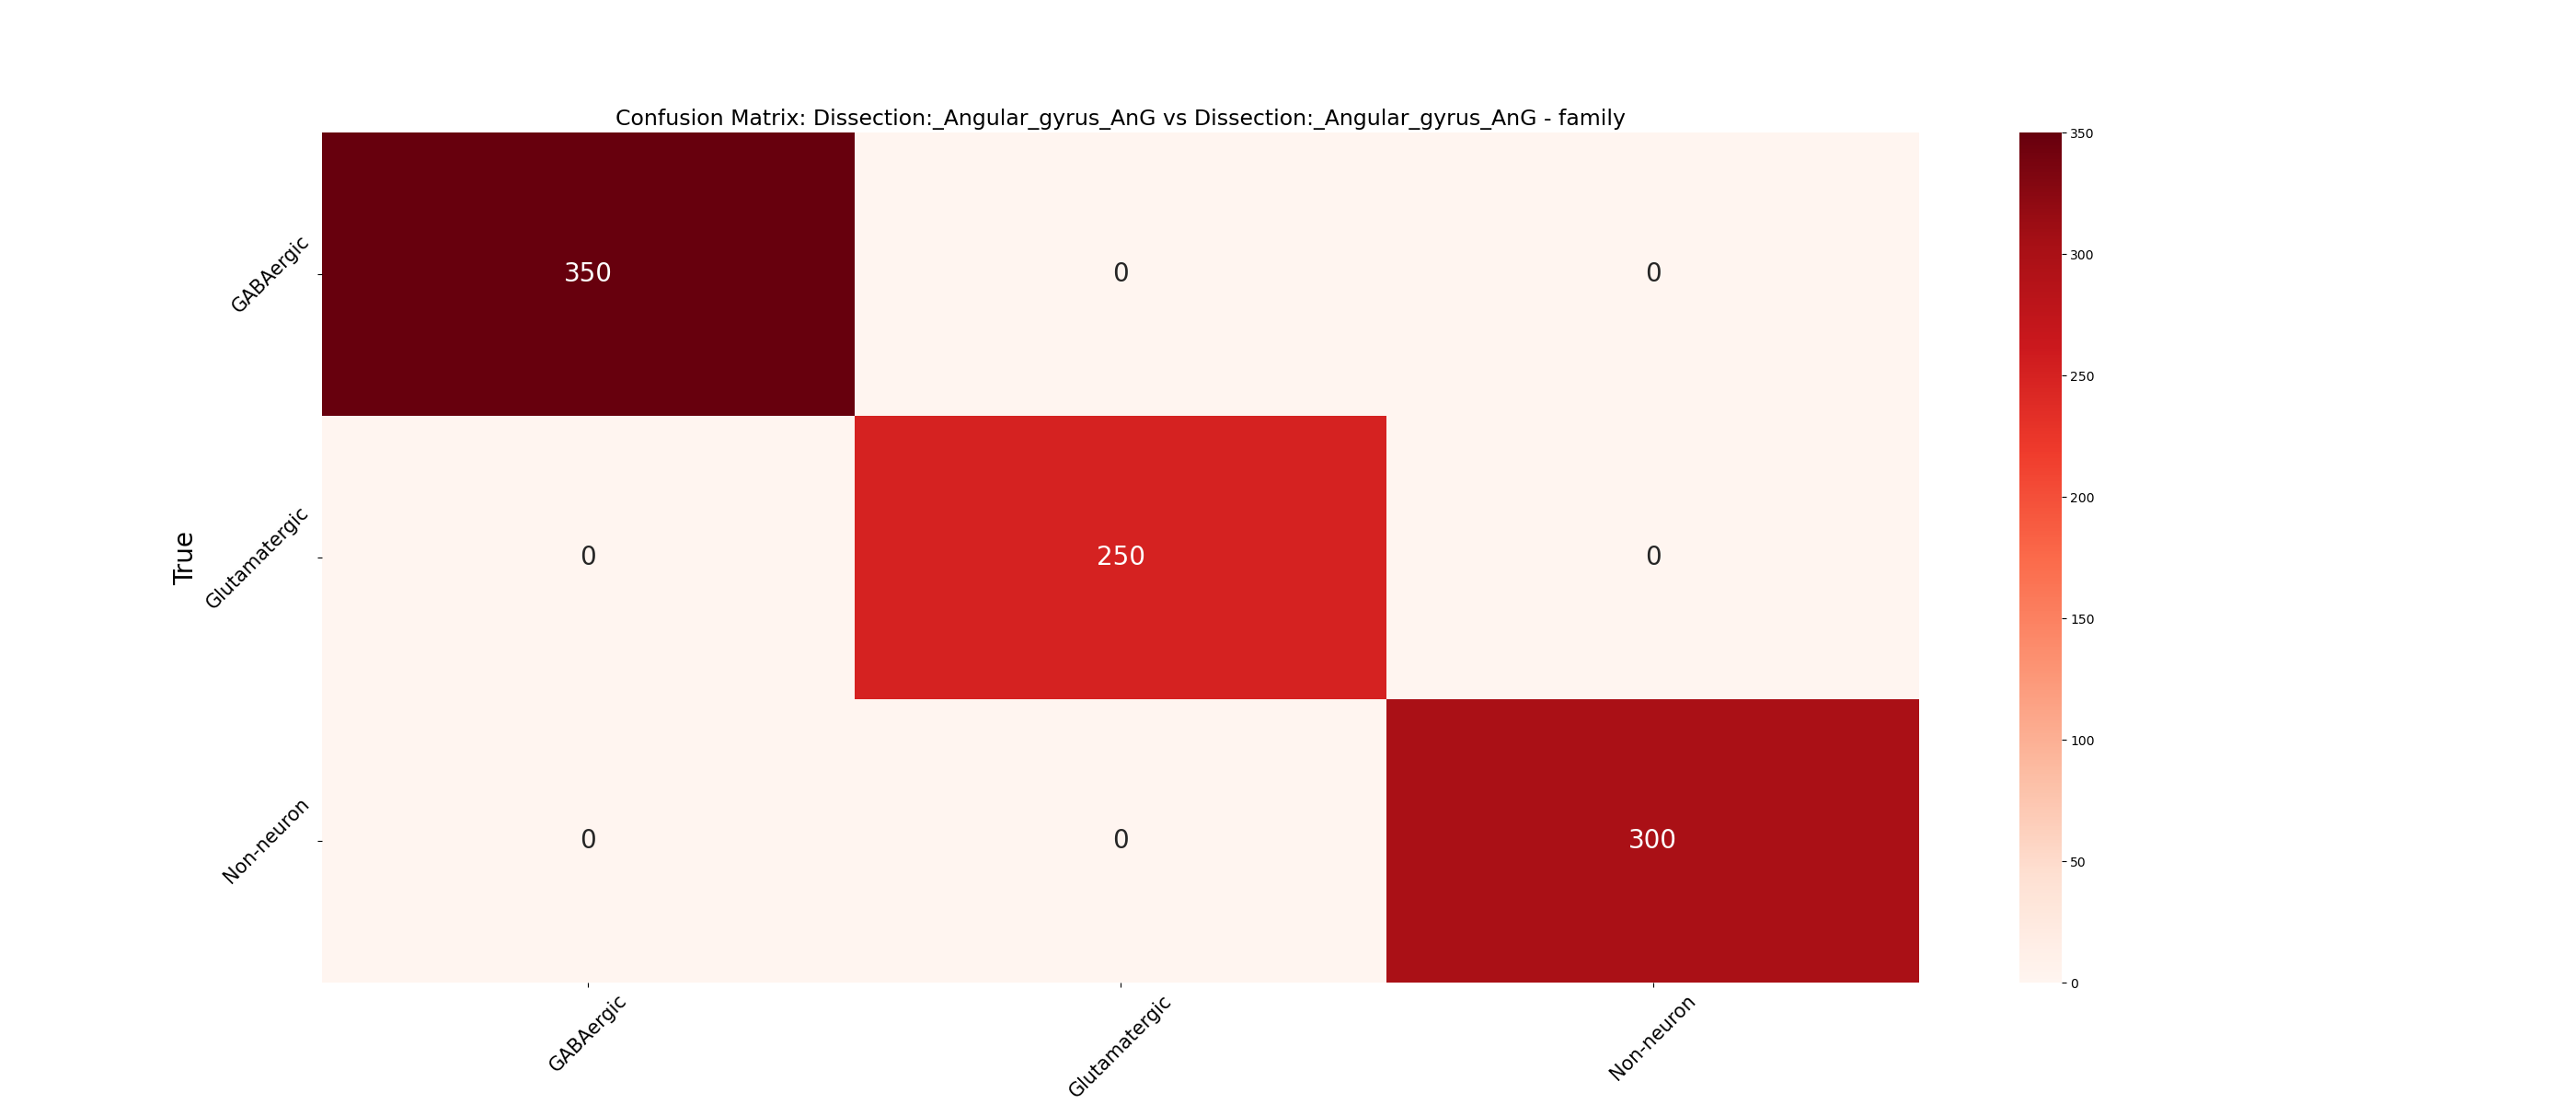 Confusion Matrix: Dissection:_Angular_gyrus_AnG vs Dissection:_Angular_gyrus_AnG - family
True
GABAergic
350
0
0
Glutamatergic
0
250
0
Non-neuron
0
0
300
GABAergic
Glutamatergic
Non-neuron
350
300
250
200
150
100
50
0